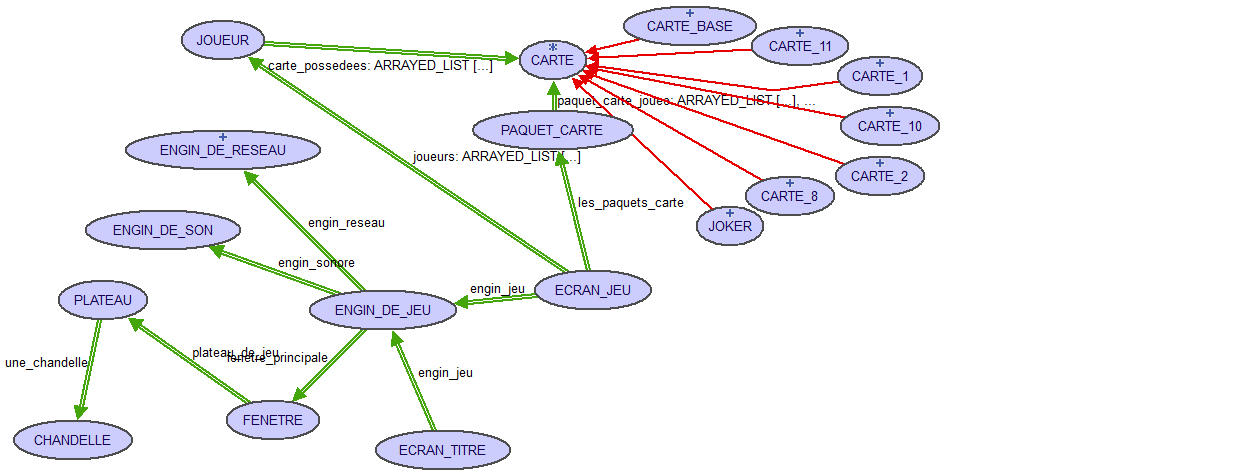 +
CARTE_BASE
JOUEUR
*
CARTE
+
CARTE_11
carte_possedees: ARRAYED_LIST [...]
+
CARTE_1
paquet_carte_jouee: ARRAYED_LIST [...], ...
+
CARTE_10
PAQUET_CARTE
+
ENGIN_DE_RESEAU
joueurs: ARRAYED_LIST [...]
+
CARTE_2
+
CARTE_8
les_paquets_carte
+
JOKER
engin_reseau
ENGIN_DE_SON
engin_sonore
PLATEAU
engin_jeu
ECRAN_JEU
ENGIN_DE_JEU
plateau_de_jeu
fenetre_principale
une_chandelle
engin_jeu
FENETRE
CHANDELLE
ECRAN_TITRE